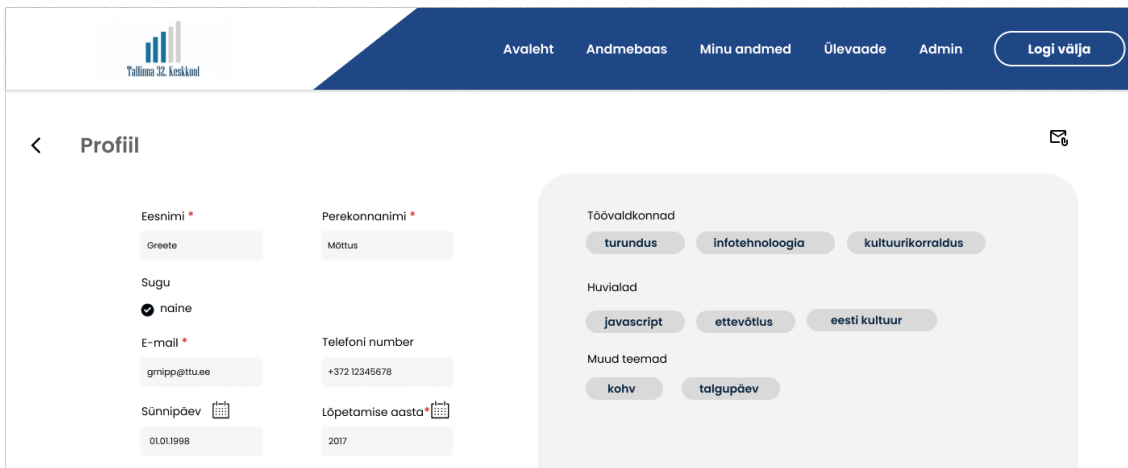 Tallinna 32. Keskkool
Avaleht Andmebaas Minu andmed Ülevaade Admin Logi välja
Profiil
Eesnimi * Perekonnanimi *
Greete Mõttus
Sugu
naine
E-mail * Telefoni number
grnipp@ttu.ee +372 12345678
Sünnipäev Lõpetamise aasta*
01.01.1998 2017
Töövaldkonnad
turundus infotehnoloogia kultuurikorraldus
Huvialad
javascript ettevõtlus eesti kultuur
Muud teemad
kohv talgupäev